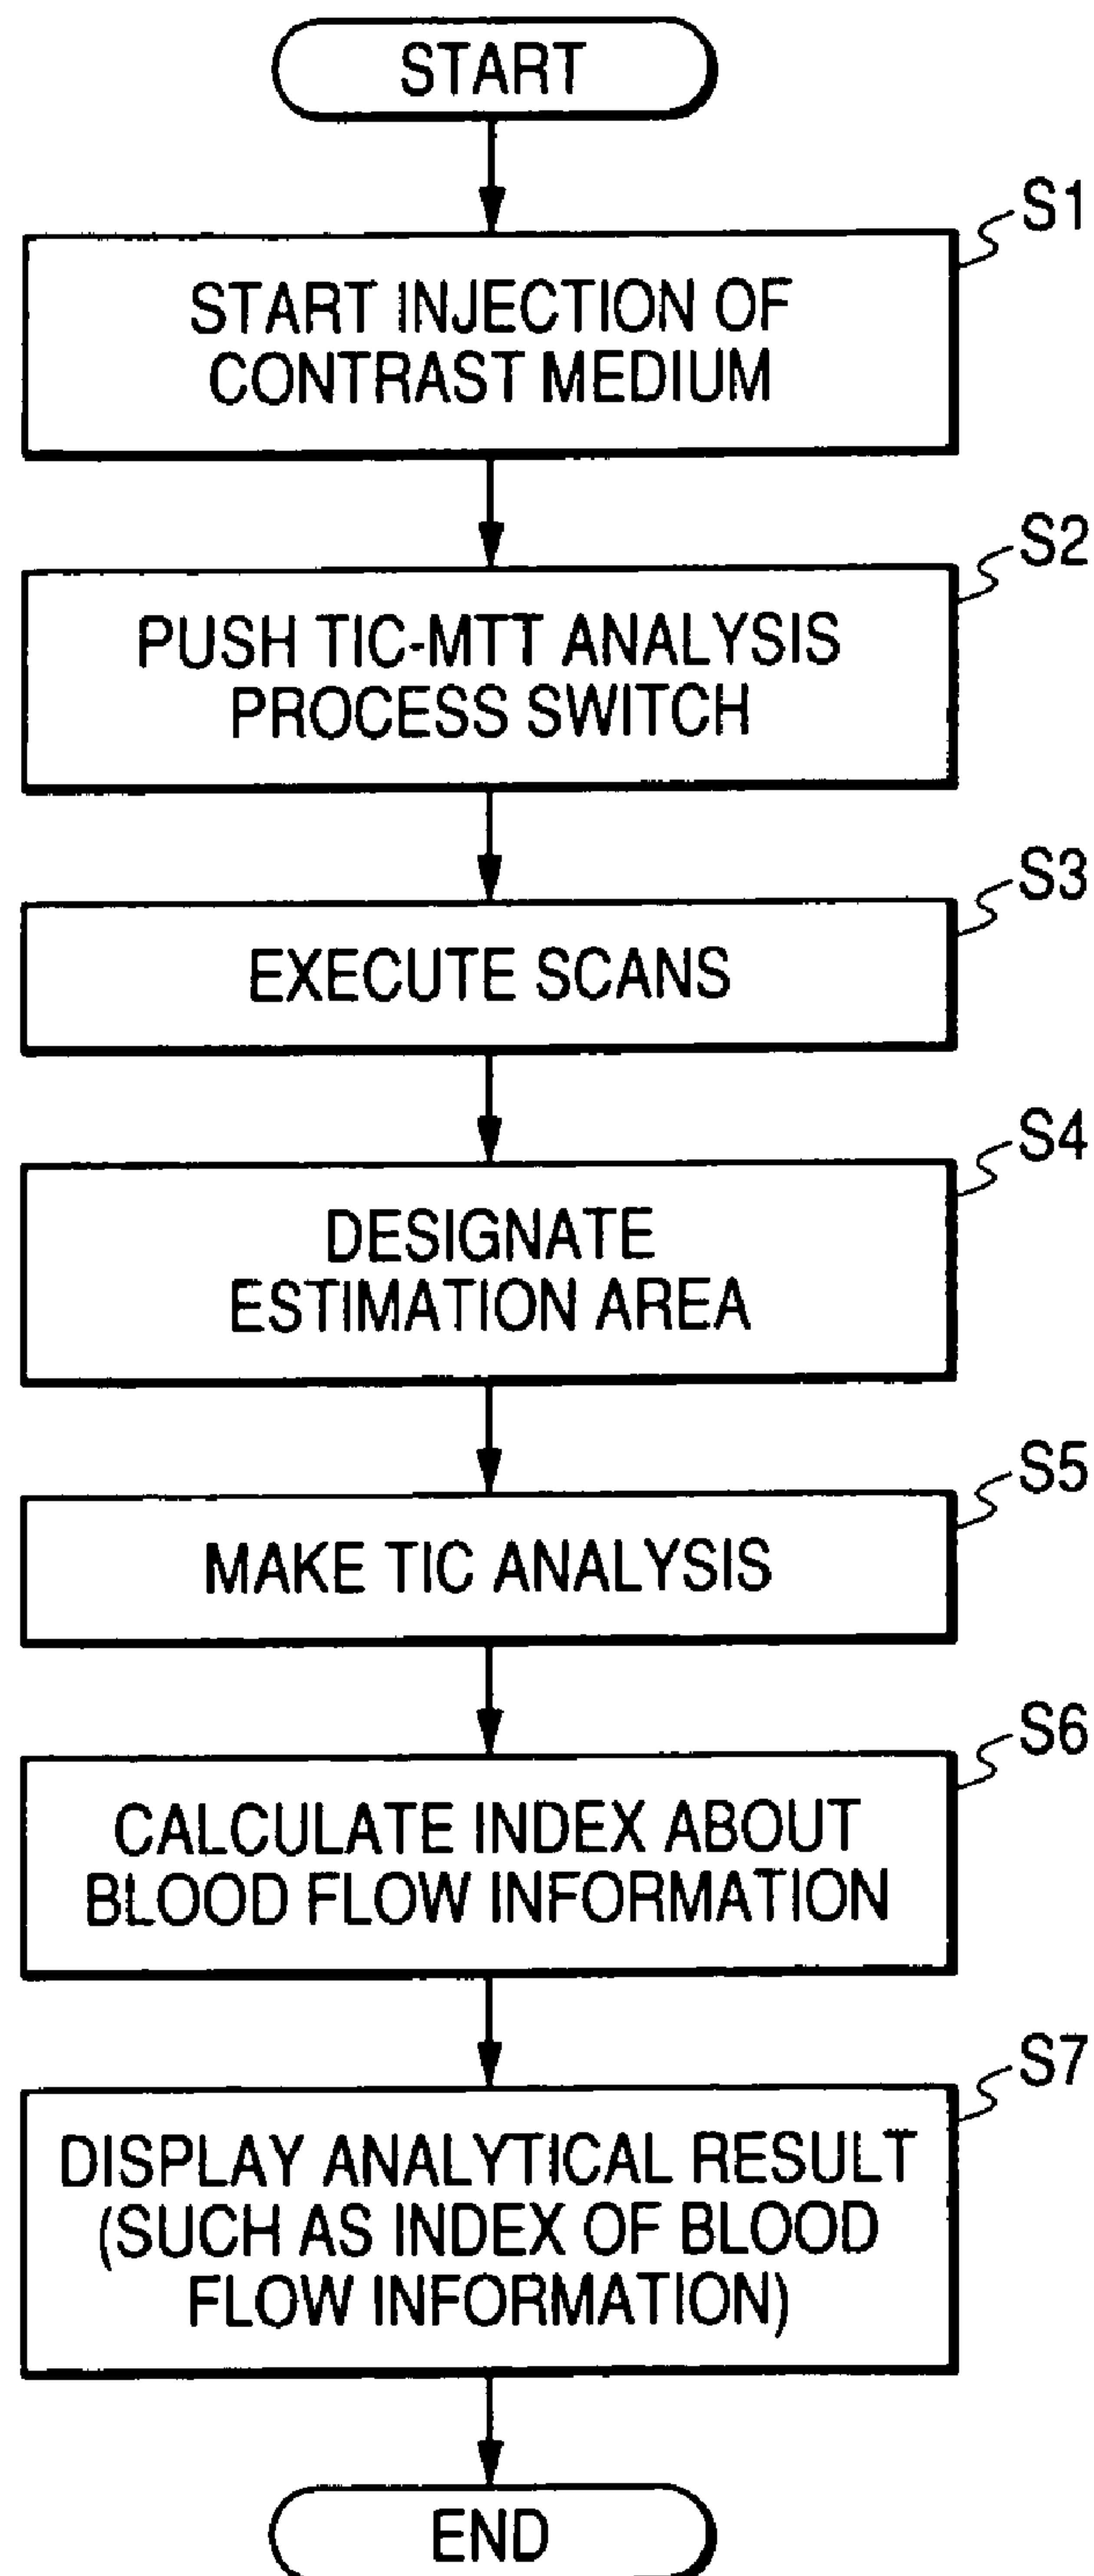 START
S1
START INJECTION OF
CONTRAST MEDIUM
S2
PUSH TIC-MTT ANALYSIS
PROCESS SWITCH
S3
EXECUTE SCANS
S4
DESIGNATE
ESTIMATION AREA
S5
MAKE TIC ANALYSIS
S6
CALCULATE INDEX ABOUT
BLOOD FLOW INFORMATION
S7
DISPLAY ANALYTICAL RESULT
(SUCH AS INDEX OF BLOOD
FLOW INFORMATION)
END